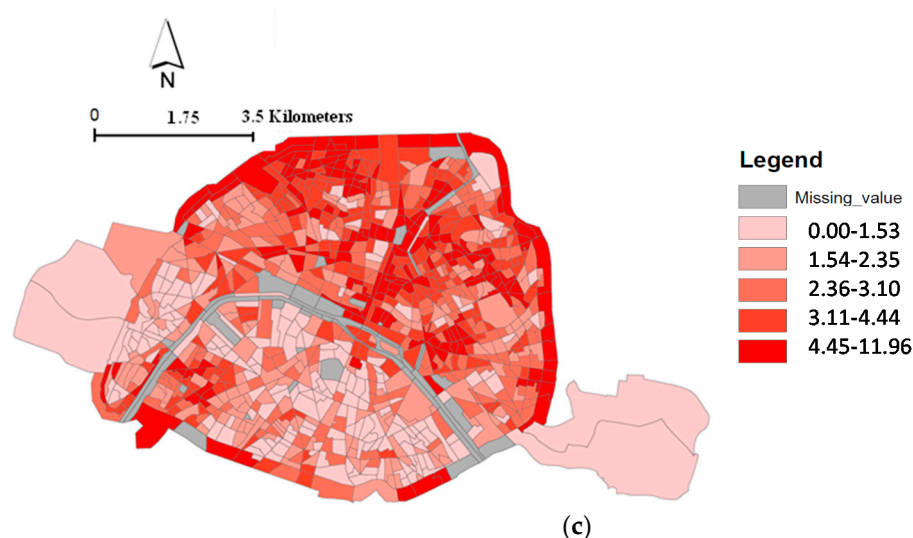 N
0 1.75 3.5 Kilometers
Legend
Missing_value
0.00-1.53
1.54-2.35
2.36-3.10
3.11-4.44
4.45-11.96
(c)